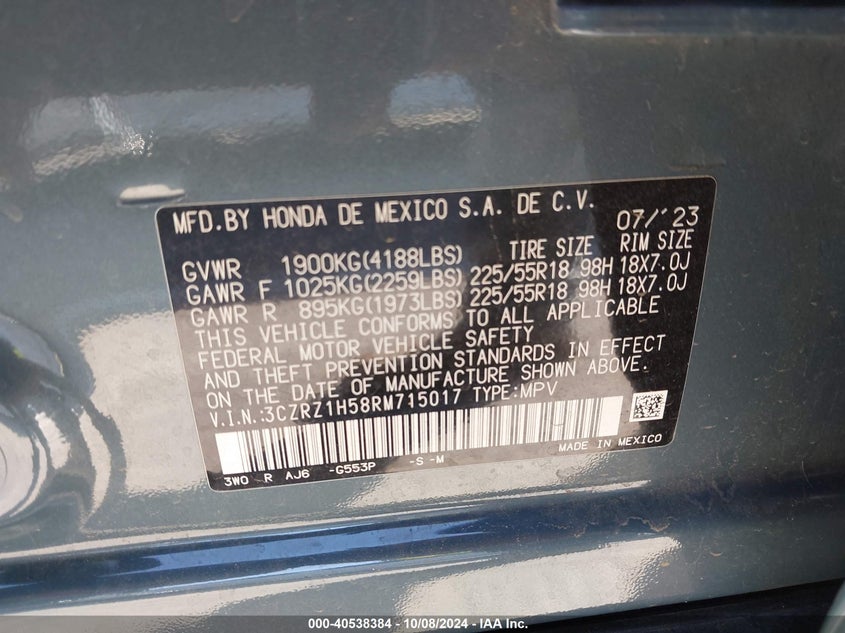 MFD.BY HONDA DE MEXICO S.A. DE C.V. 07/'23
GVWR 1900KG(4188LBS) TIRE SIZE RIM SIZE
GAWR F 1025KG(2259LBS) 225/55R18 98H 18X7.0J
GAWR R 895KG(1973LBS) 225/55R18 98H 18X7.0J
THIS VEHICLE CONFORMS TO ALL APPLICABLE
FEDERAL MOTOR VEHICLE SAFETY
AND THEFT PREVENTION STANDARDS IN EFFECT
ON THE DATE OF MANUFACTURE SHOWN ABOVE.
V.I.N.:3CZRZ1H58RM715017 TYPE:MPV
3W0 R AJ6 -G553P -S -M MADE IN MEXICO
000-40538384 - 10/08/2024 - IAA Inc.